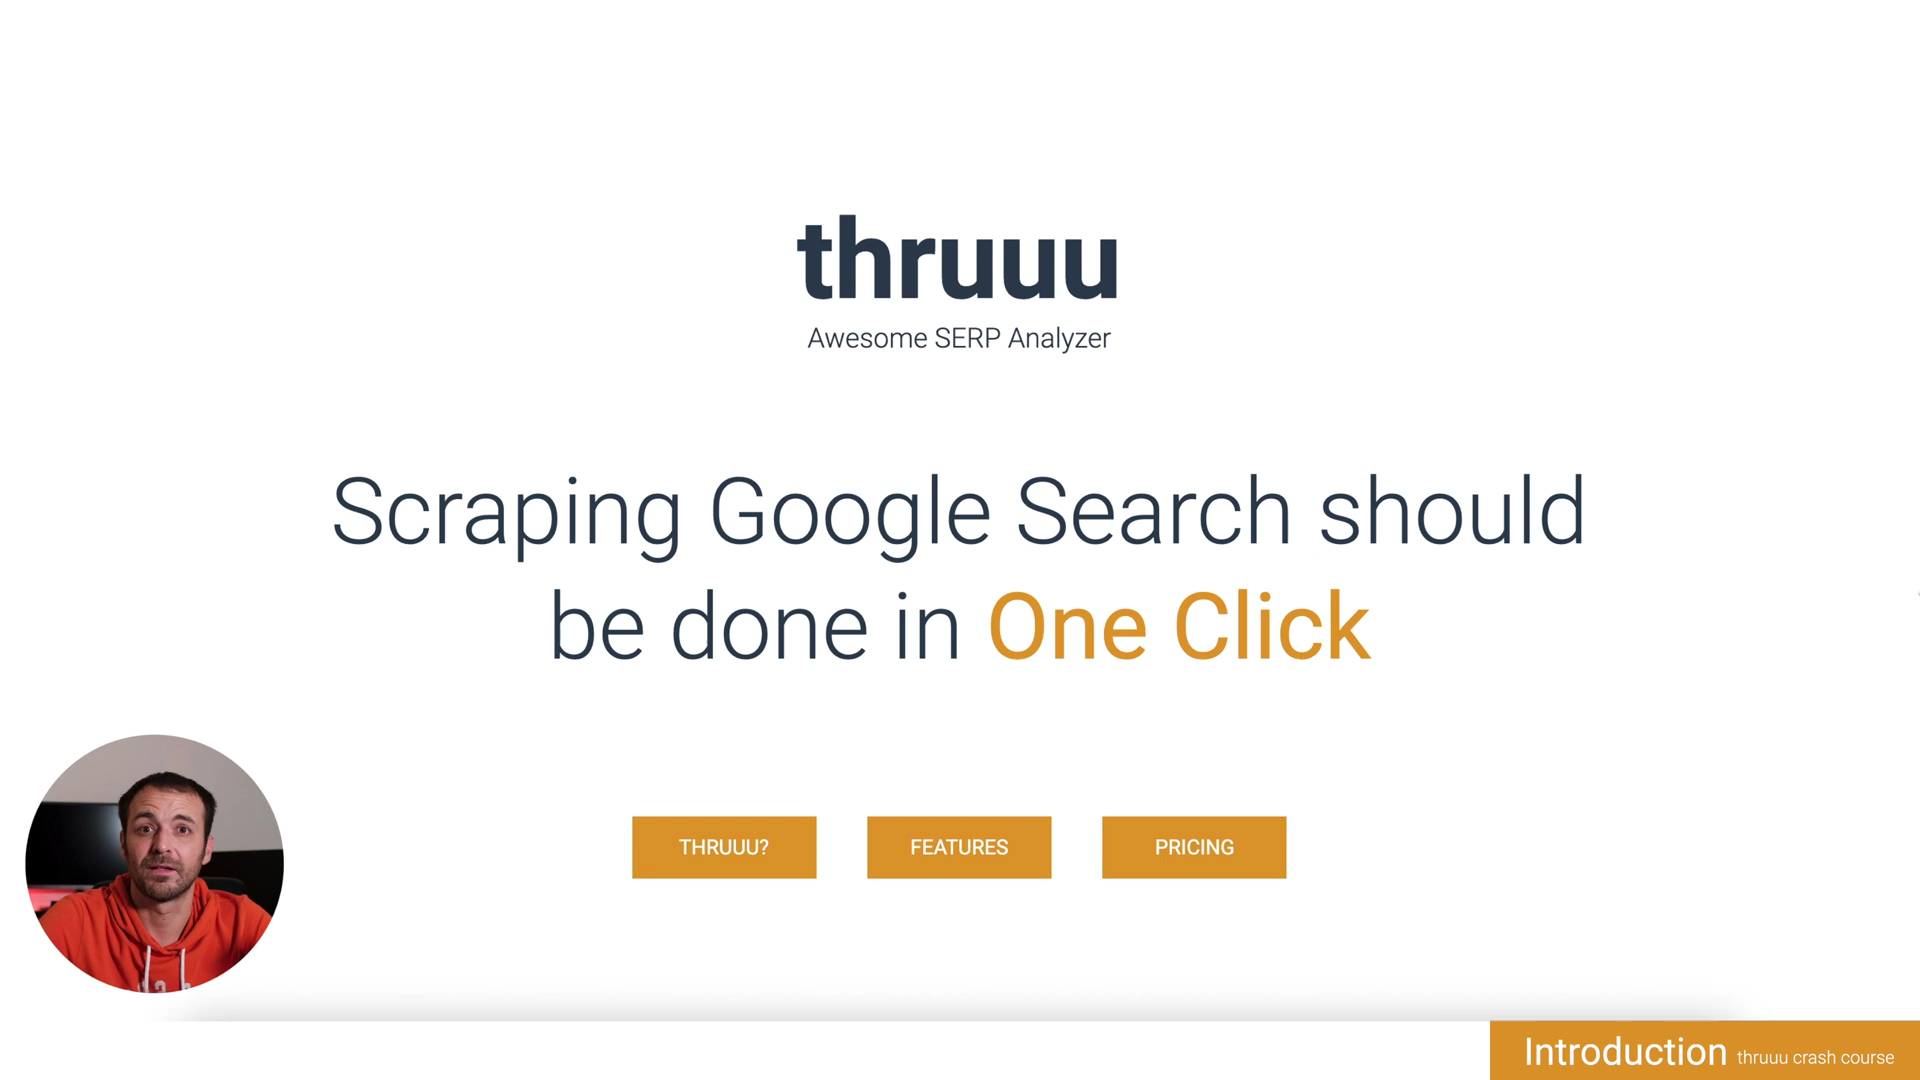 thruuu
Awesome SERP Analyzer
Scraping Google Search should
be done in One Click
THRUUU?
FEATURES
PRICING
Introduction thruuu crash course